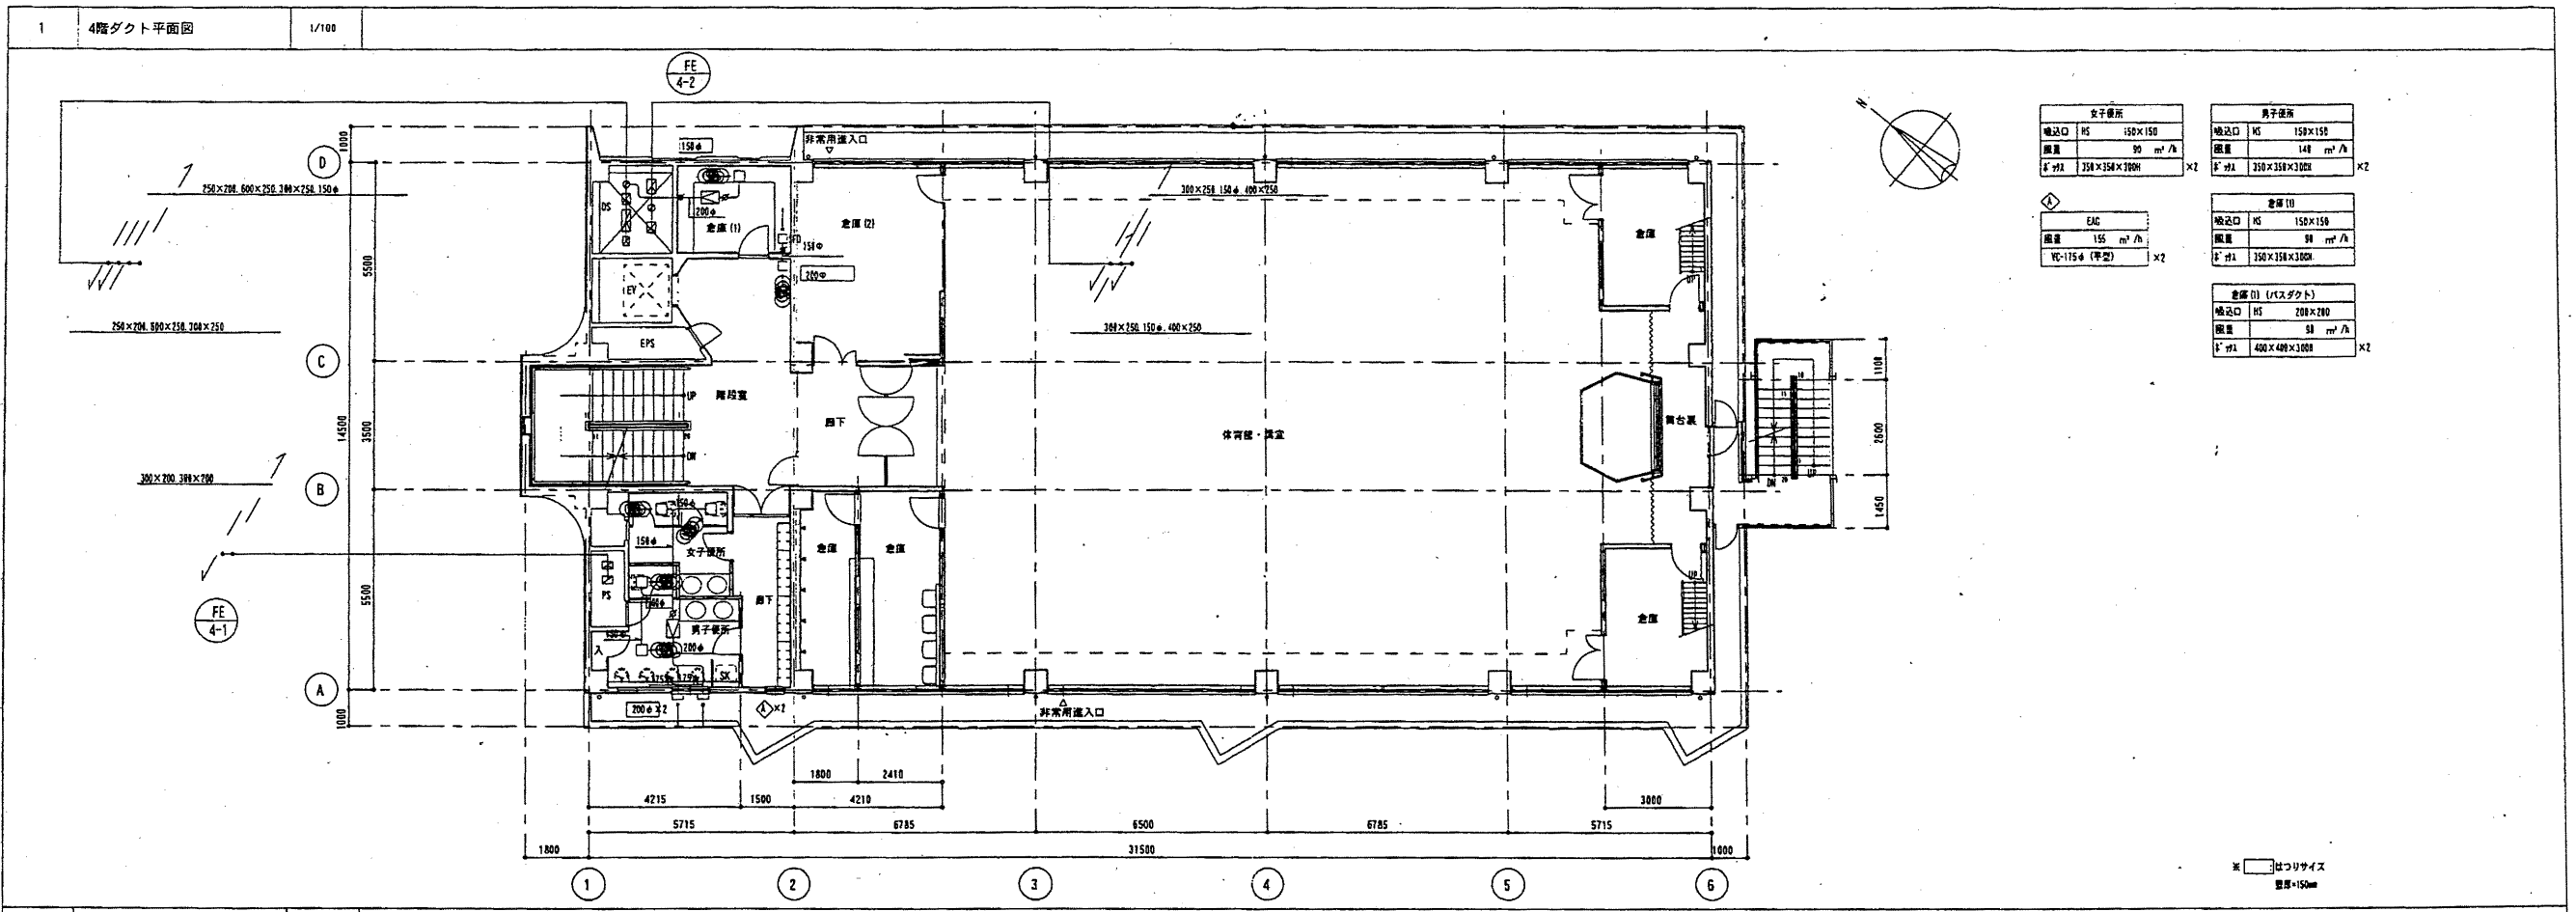 1 4階ダクト平面図 1/100
FE
4-2
非常用進入口
150φ
D
1000
250×200.600×250.300×250.150φ
300×250.150φ.400×250
DS
200φ
倉庫(1)
倉庫(2)
倉庫
FD
150φ
200φ
5500
EV
UP
EPS
300×250.150φ.400×250
C
UP
階段室
廊下
体育館・講堂
舞台裏
14500
3500
DN
B
1100
2600
1450
DN
UP
300×200.300×200
150φ
150φ
女子便所
倉庫
倉庫
5500
PS
廊下
UP
倉庫
FE
4-1
男子便所
150φ
200φ
入
SK
A
1000
200φ×2
A ×2
非常用進入口
1800 2410
4215 1500 4210 3000
5715 6785 6500 6785 5715
1800 31500 1000
1 2 3 4 5 6
N
女子便所
吸込口 HS 150×150
風量 90 m³/h
ボックス 350×350×300H ×2
男子便所
吸込口 HS 150×150
風量 140 m³/h
ボックス 350×350×300H ×2
A
EAG
風量 155 m³/h
VC-175φ (平型) ×2
倉庫(1)
吸込口 HS 150×150
風量 90 m³/h
ボックス 350×350×300H
倉庫(1) (パスダクト)
吸込口 HS 200×200
風量 90 m³/h
ボックス 400×400×300H ×2
※ はつりサイズ
壁厚=150mm